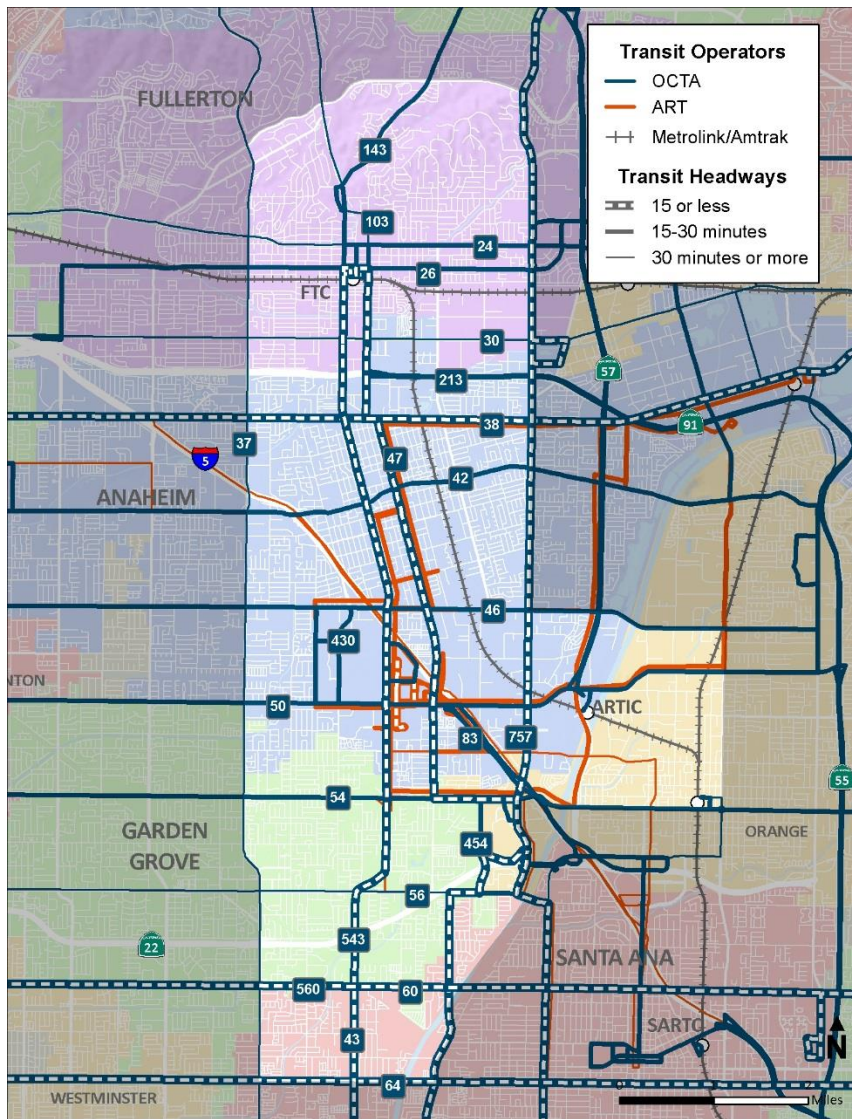 Transit Operators
OCTA
ART
Metrolink/Amtrak
Transit Headways
15 or less
15-30 minutes
30 minutes or more
FULLERTON
143
103
24
26
FTC
30
213
57
38
91
37
5
47
42
ANAHEIM
46
430
NTON
50
ARTIC
83
757
55
54
GARDEN
GROVE
454
ORANGE
56
22
543
SANTA ANA
560
60
SARTC
43
N
64
WESTMINSTER
0
Miles